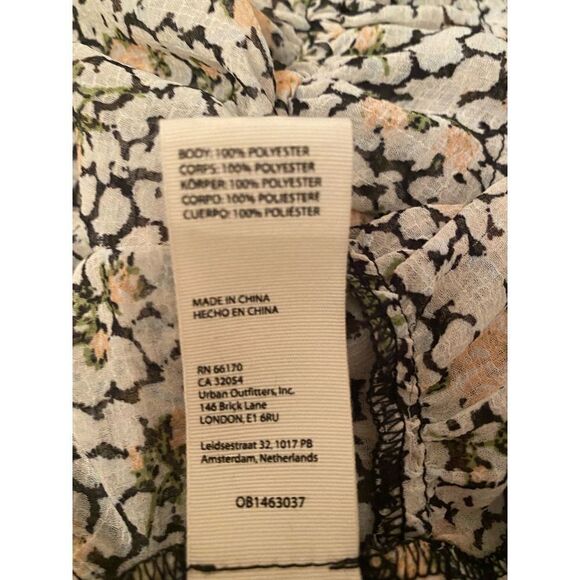 BODY: 100% POLYESTER
CORPS: 100% POLYESTER
KÖRPER: 100% POLYESTER
CORPO: 100% POLIESTERE
CUERPO: 100% POLIÉSTER
MADE IN CHINA
HECHO EN CHINA
RN 66170
CA 32054
Urban Outfitters, Inc.
146 Brick Lane
LONDON, E1 6RU
Leidsestraat 32, 1017 PB
Amsterdam, Netherlands
OB1463037